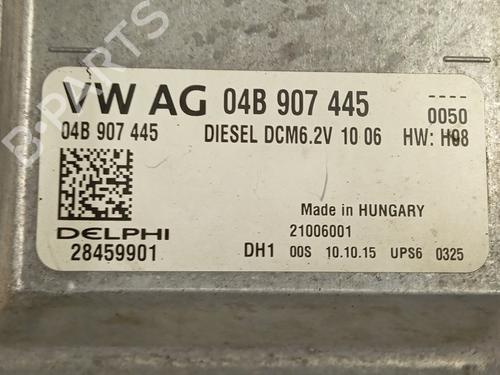 VW AG 04B 907 445 0050
04B 907 445 DIESEL DCM6.2V 10 06 HW: H98
Made in HUNGARY
DELPHI 21006001
28459901 DH1 00S 10.10.15 UPS6 0325
B-PARTS